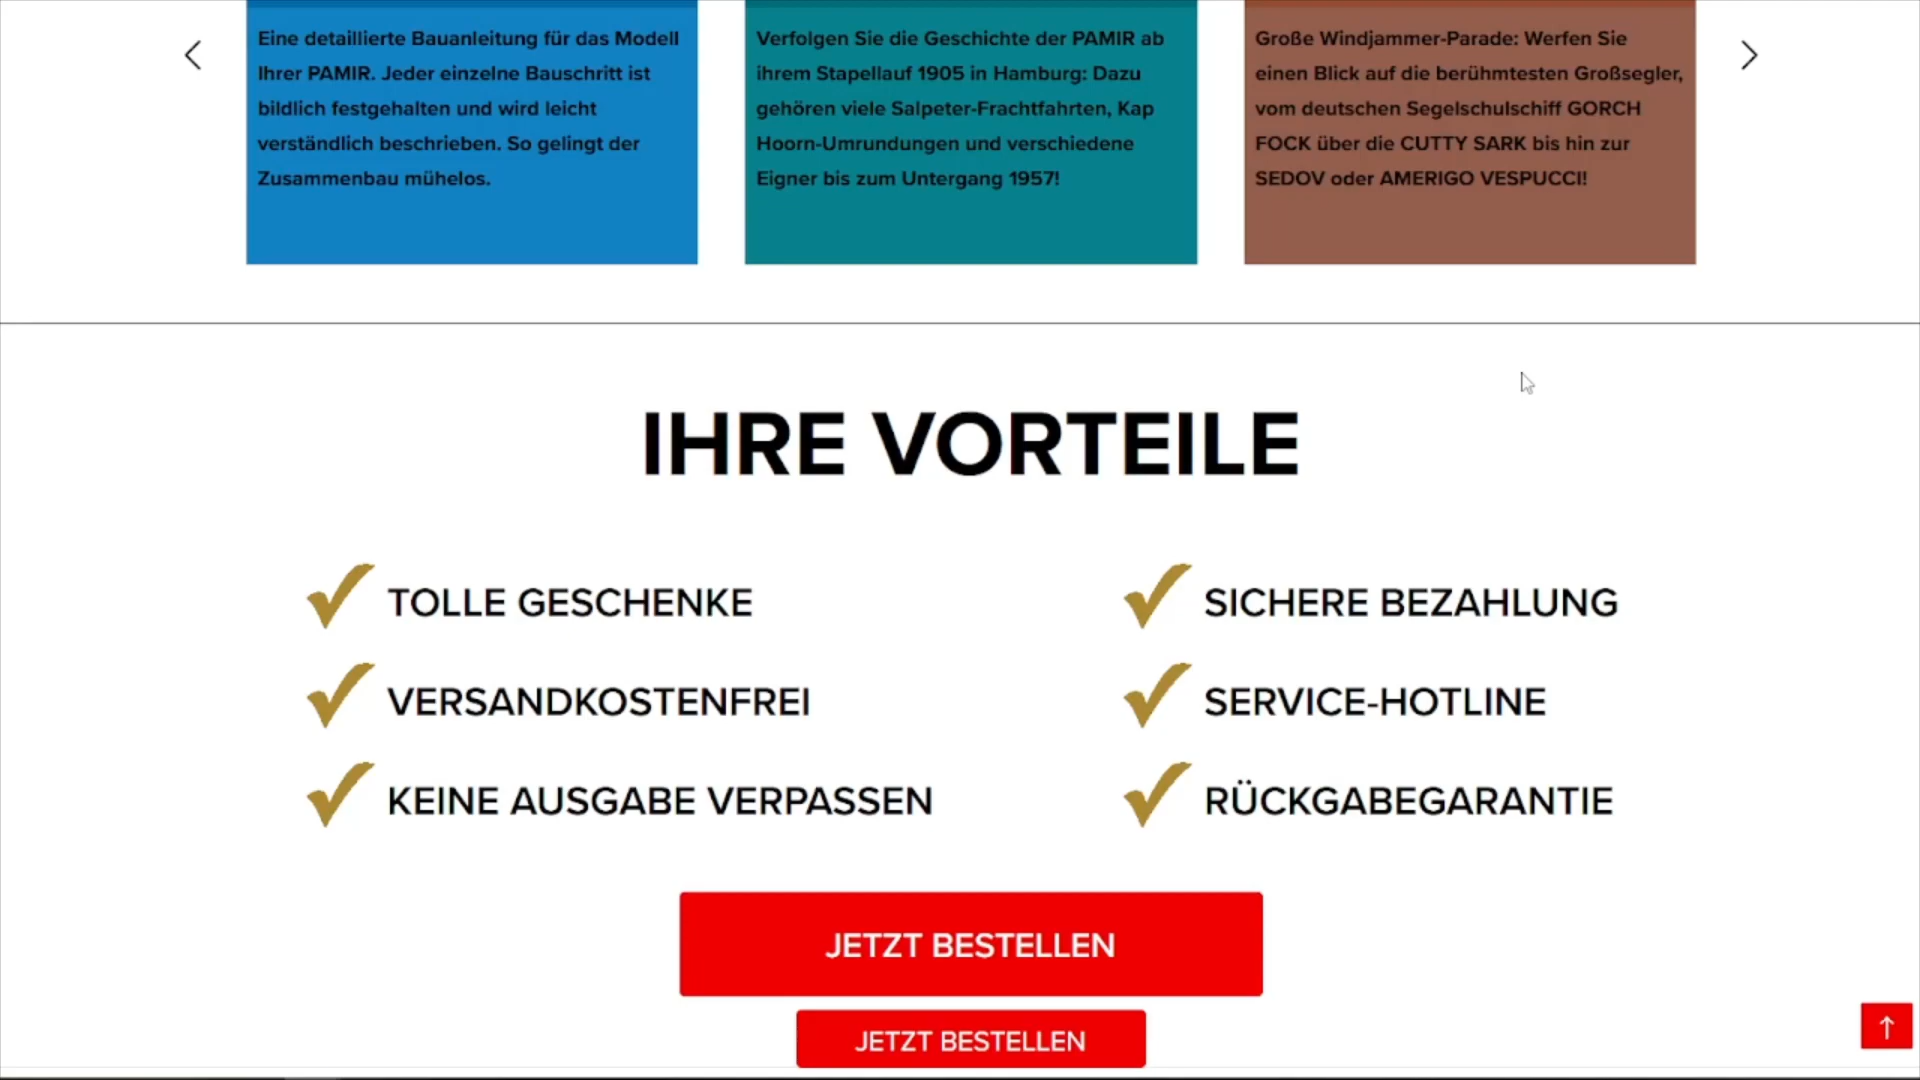 Eine detaillierte Bauanleitung für das Modell
Ihrer PAMIR. Jeder einzelne Bauschritt ist
bildlich festgehalten und wird leicht
verständlich beschrieben. So gelingt der
Zusammenbau mühelos.
Verfolgen Sie die Geschichte der PAMIR ab
ihrem Stapellauf 1905 in Hamburg: Dazu
gehören viele Salpeter-Frachtfahrten, Kap
Hoorn-Umrundungen und verschiedene
Eigner bis zum Untergang 1957!
Große Windjammer-Parade: Werfen Sie
einen Blick auf die berühmtesten Großsegler,
vom deutschen Segelschulschiff GORCH
FOCK über die CUTTY SARK bis hin zur
SEDOV oder AMERIGO VESPUCCI!
IHRE VORTEILE
TOLLE GESCHENKE
VERSANDKOSTENFREI
KEINE AUSGABE VERPASSEN
SICHERE BEZAHLUNG
SERVICE-HOTLINE
RÜCKGABEGARANTIE
JETZT BESTELLEN
JETZT BESTELLEN